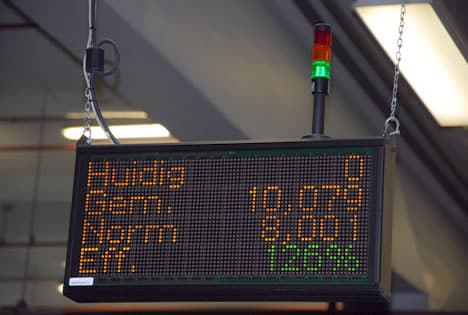 Huidig 0
Gem. 10,079
Norm 8,001
Eff. 126%